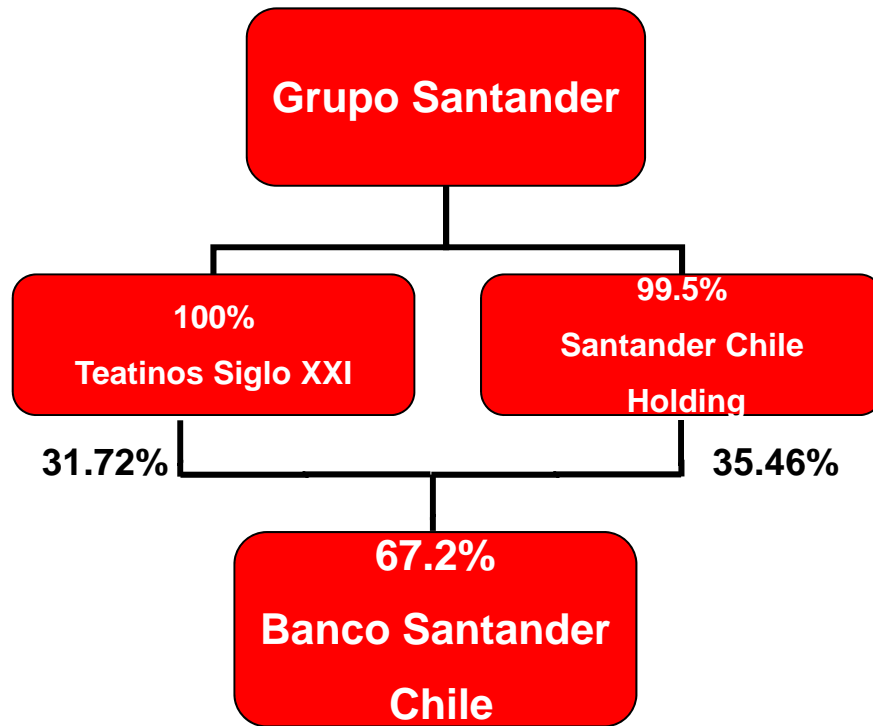 Grupo Santander
100%
Teatinos Siglo XXI
99.5%
Santander Chile
Holding
31.72%
35.46%
67.2%
Banco Santander
Chile